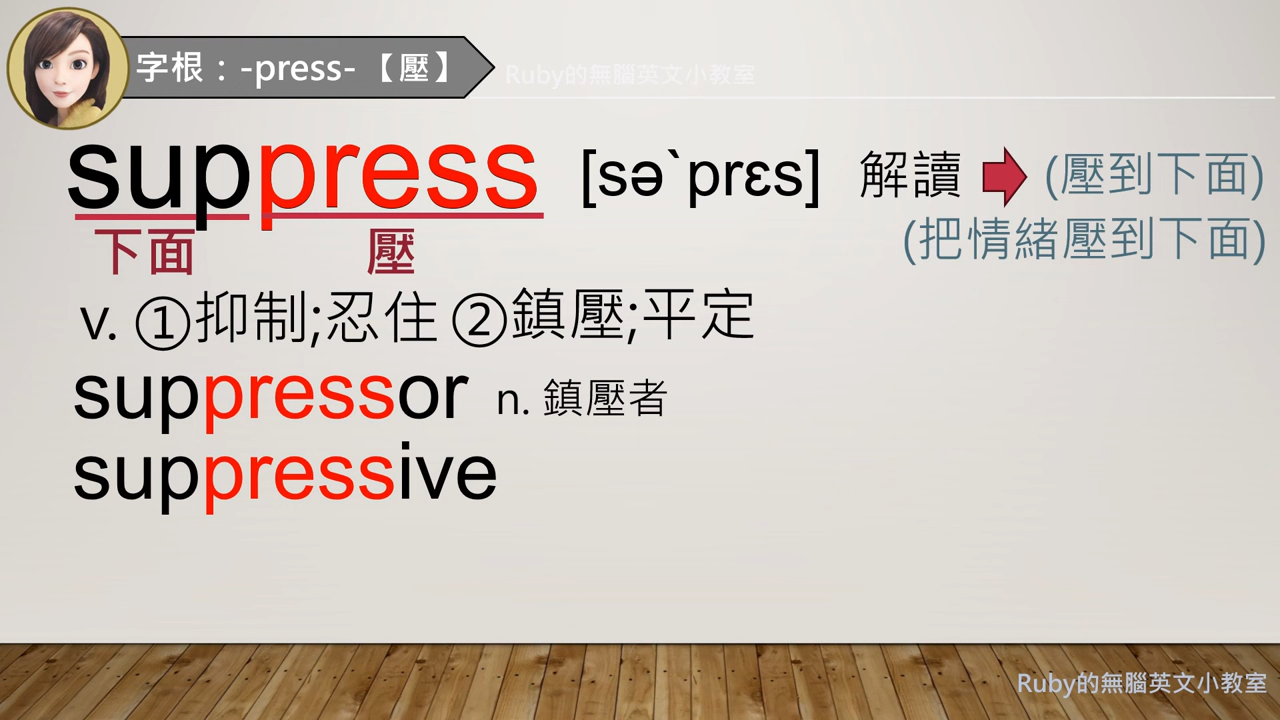 字根：-press-【壓】
Ruby的無腦英文小教室
suppress [sə`prɛs] 解讀 (壓到下面)
下面 壓 (把情緒壓到下面)
v. ①抑制;忍住 ②鎮壓;平定
suppressor n. 鎮壓者
suppressive
Ruby的無腦英文小教室